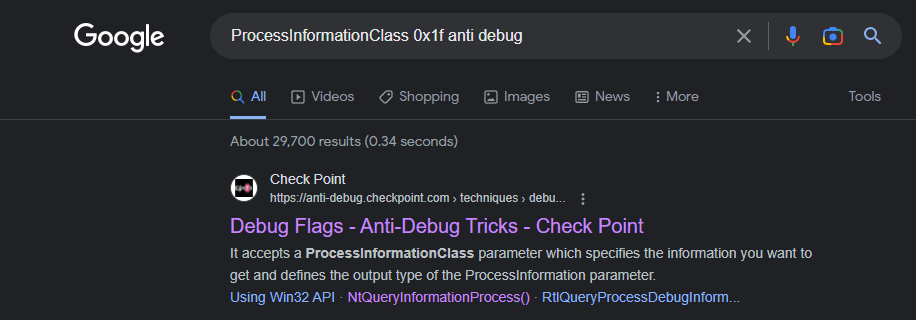 Google
ProcessInformationClass 0x1f anti debug
All Videos Shopping Images News More Tools
About 29,700 results (0.34 seconds)
Check Point
https://anti-debug.checkpoint.com › techniques › debu...
Debug Flags - Anti-Debug Tricks - Check Point
It accepts a ProcessInformationClass parameter which specifies the information you want to
get and defines the output type of the ProcessInformation parameter.
Using Win32 API · NtQueryInformationProcess() · RtlQueryProcessDebugInform...